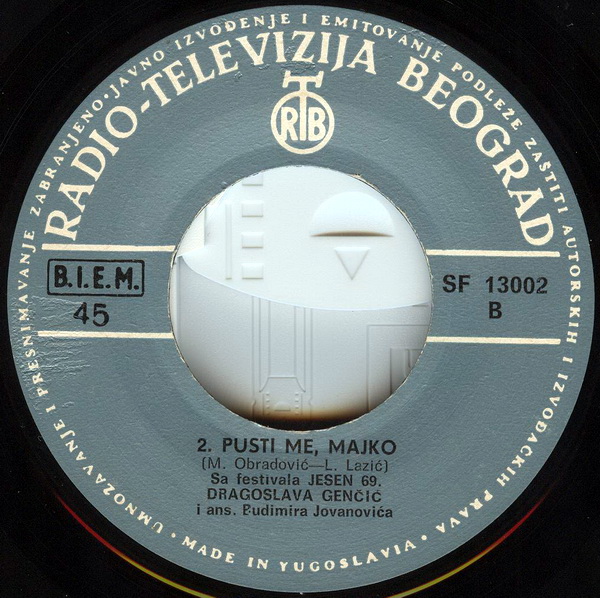 UMNOŽAVANJE I PRESNIMAVANJE ZABRANJENO • JAVNO IZVOĐENJE I EMITOVANJE PODLEŽE ZAŠTITI AUTORSKIH I IZVOĐAČKIH PRAVA •
RADIO-TELEVIZIJA BEOGRAD
RTB
B.I.E.M.
45
SF 13002
B
2. PUSTI ME, MAJKO
(M. Obradović—L. Lazić)
Sa festivala JESEN 69.
DRAGOSLAVA GENČIĆ
i ans. Budimira Jovanovića
MADE IN YUGOSLAVIA •